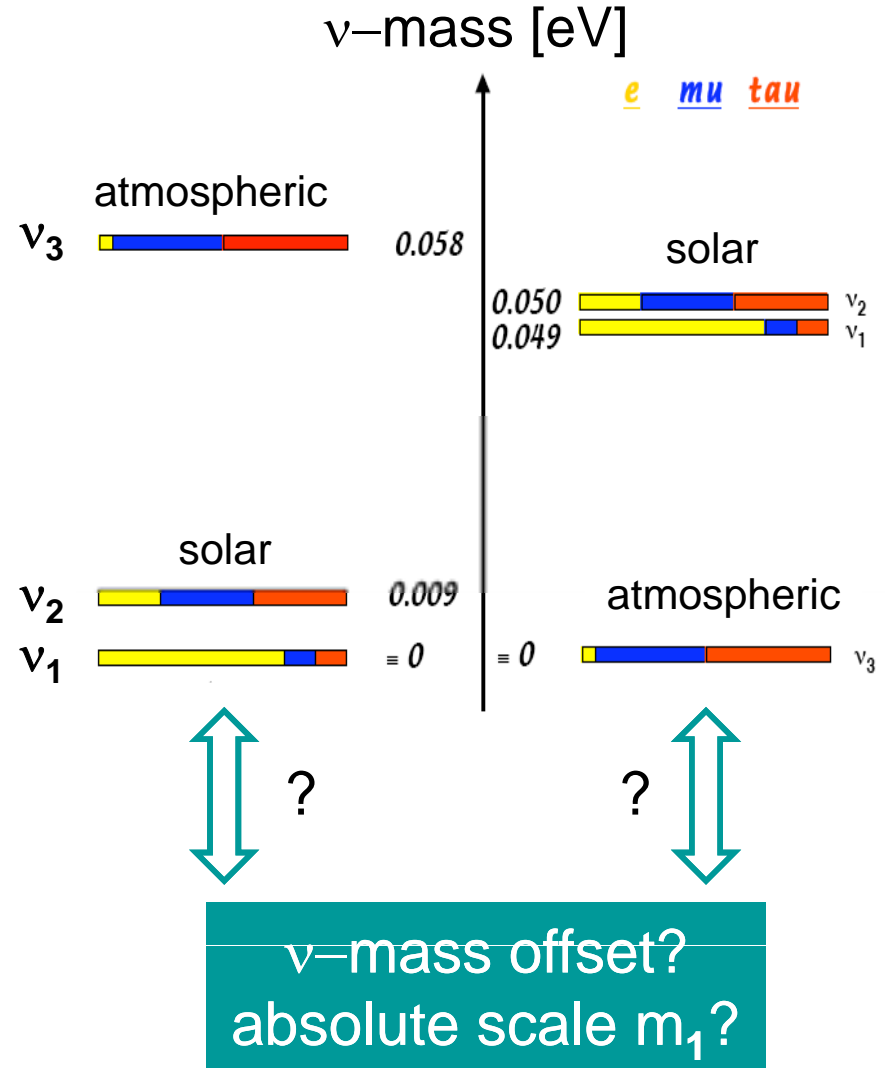 ν–mass [eV]
e mu tau
atmospheric
ν3
0.058
solar
0.050
ν2
0.049
ν1
solar
ν2
0.009
atmospheric
ν1
≡ 0
≡ 0
ν3
?
?
ν–mass offset?
absolute scale m1?